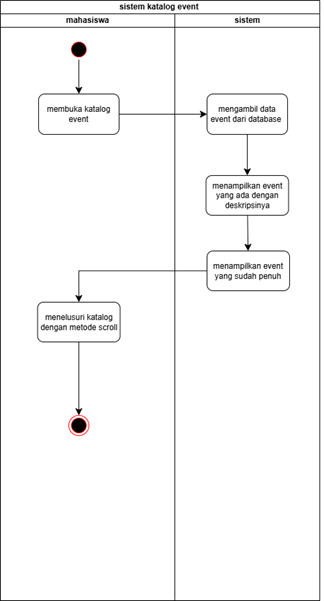 sistem katalog event
mahasiswa
sistem
membuka katalog
event
mengambil data
event dari database
menampilkan event
yang ada dengan
deskripsinya
menampilkan event
yang sudah penuh
menelusuri katalog
dengan metode scroll